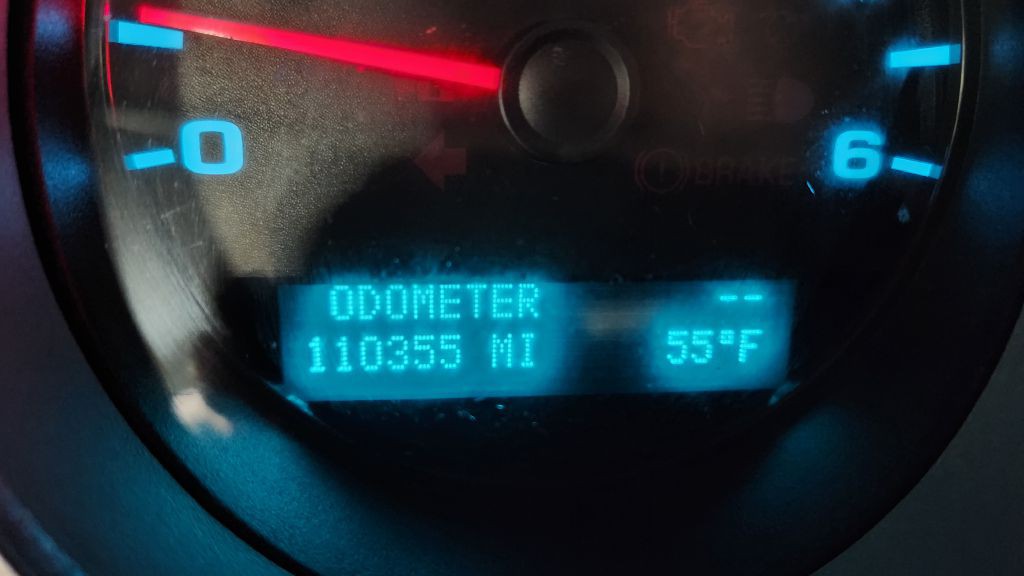 0
6
BRAKE
ODOMETER --
110355 MI 55°F